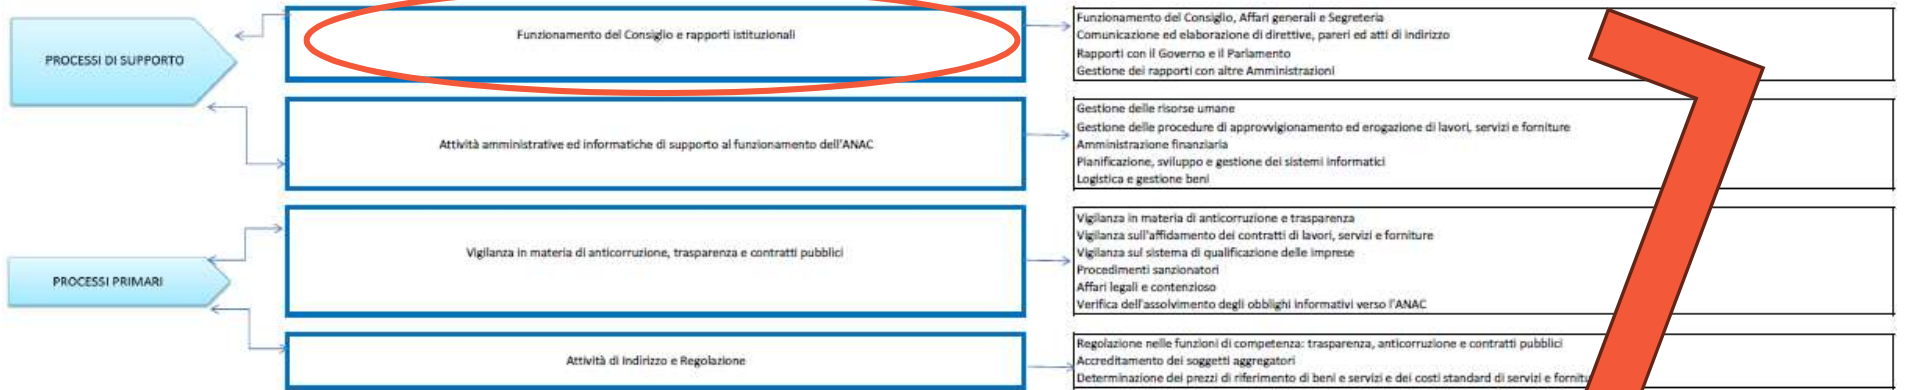 PROCESSI DI SUPPORTO
Funzionamento del Consiglio e rapporti istituzionali
Funzionamento del Consiglio, Affari generali e Segreteria
Comunicazione ed elaborazione di direttive, pareri ed atti di indirizzo
Rapporti con il Governo e il Parlamento
Gestione dei rapporti con altre Amministrazioni
Attività amministrative ed informatiche di supporto al funzionamento dell'ANAC
Gestione delle risorse umane
Gestione delle procedure di approvvigionamento ed erogazione di lavori, servizi e forniture
Amministrazione finanziaria
Pianificazione, sviluppo e gestione dei sistemi informatici
Logistica e gestione beni
PROCESSI PRIMARI
Vigilanza in materia di anticorruzione, trasparenza e contratti pubblici
Vigilanza in materia di anticorruzione e trasparenza
Vigilanza sull'affidamento dei contratti di lavori, servizi e forniture
Vigilanza sul sistema di qualificazione delle imprese
Procedimenti sanzionatori
Affari legali e contenzioso
Verifica dell'assolvimento degli obblighi informativi verso l'ANAC
Attività di Indirizzo e Regolazione
Regolazione nelle funzioni di competenza: trasparenza, anticorruzione e contratti pubblici
Accreditamento dei soggetti aggregatori
Determinazione dei prezzi di riferimento di beni e servizi e dei costi standard di servizi e